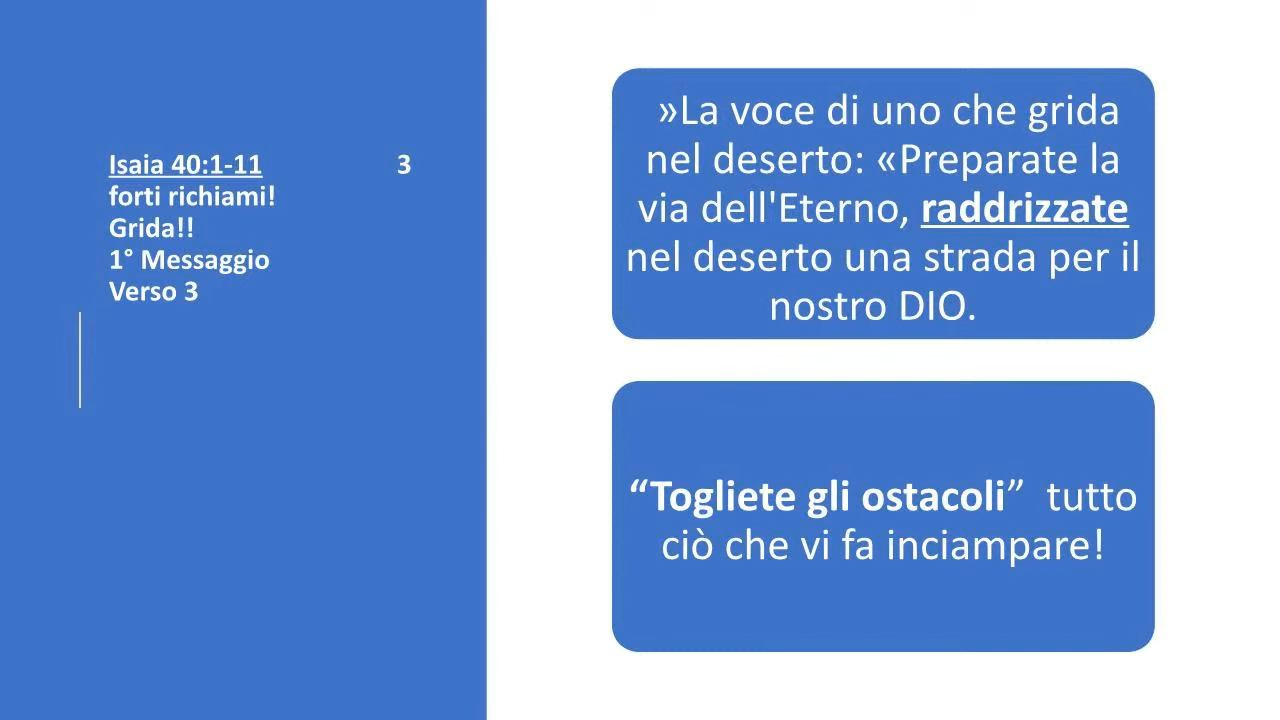 Isaia 40:1-11 3
forti richiami!
Grida!!
1° Messaggio
Verso 3
»La voce di uno che grida
nel deserto: «Preparate la
via dell'Eterno, raddrizzate
nel deserto una strada per il
nostro DIO.
“Togliete gli ostacoli” tutto
ciò che vi fa inciampare!